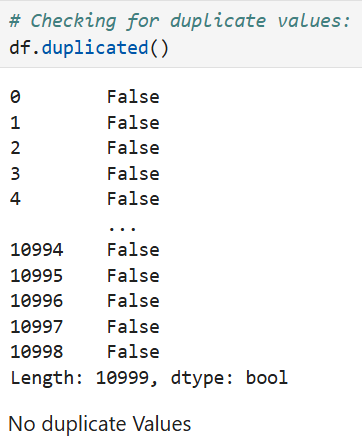 # Checking for duplicate values:
df.duplicated()
0        False
1        False
2        False
3        False
4        False
         ...
10994    False
10995    False
10996    False
10997    False
10998    False
Length: 10999, dtype: bool
No duplicate Values